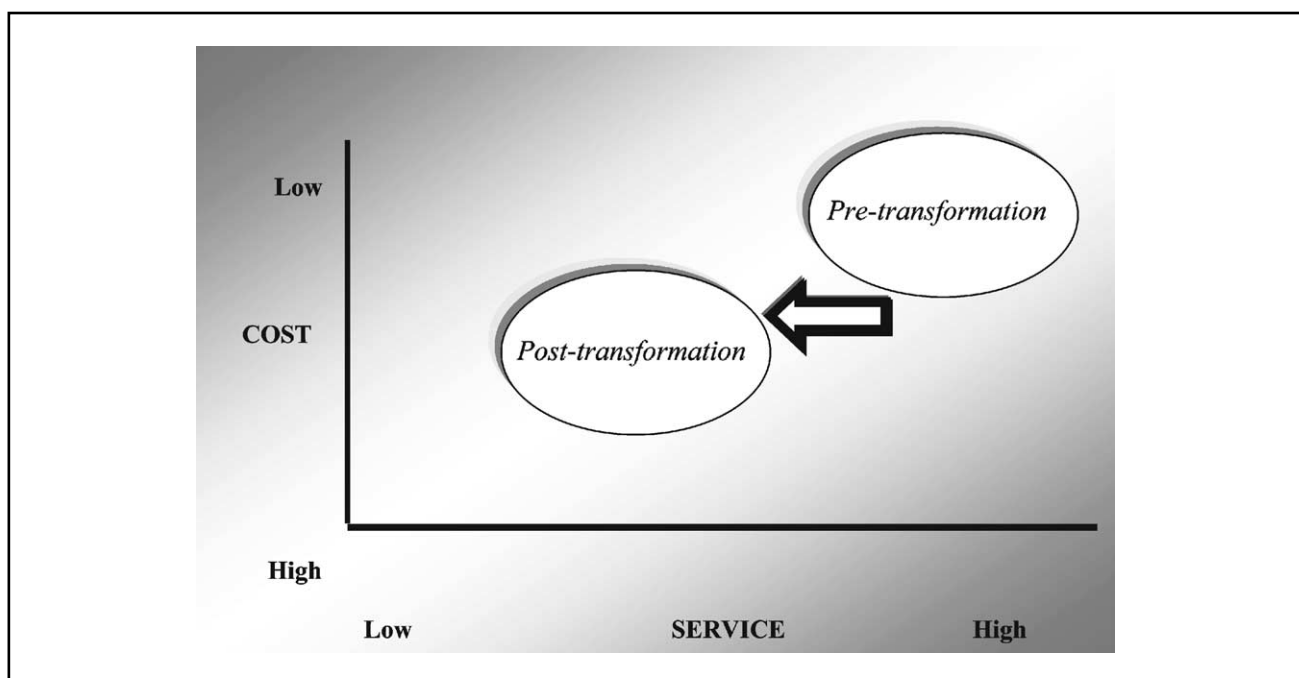 Low
Pre-transformation
COST
Post-transformation
High
Low SERVICE High